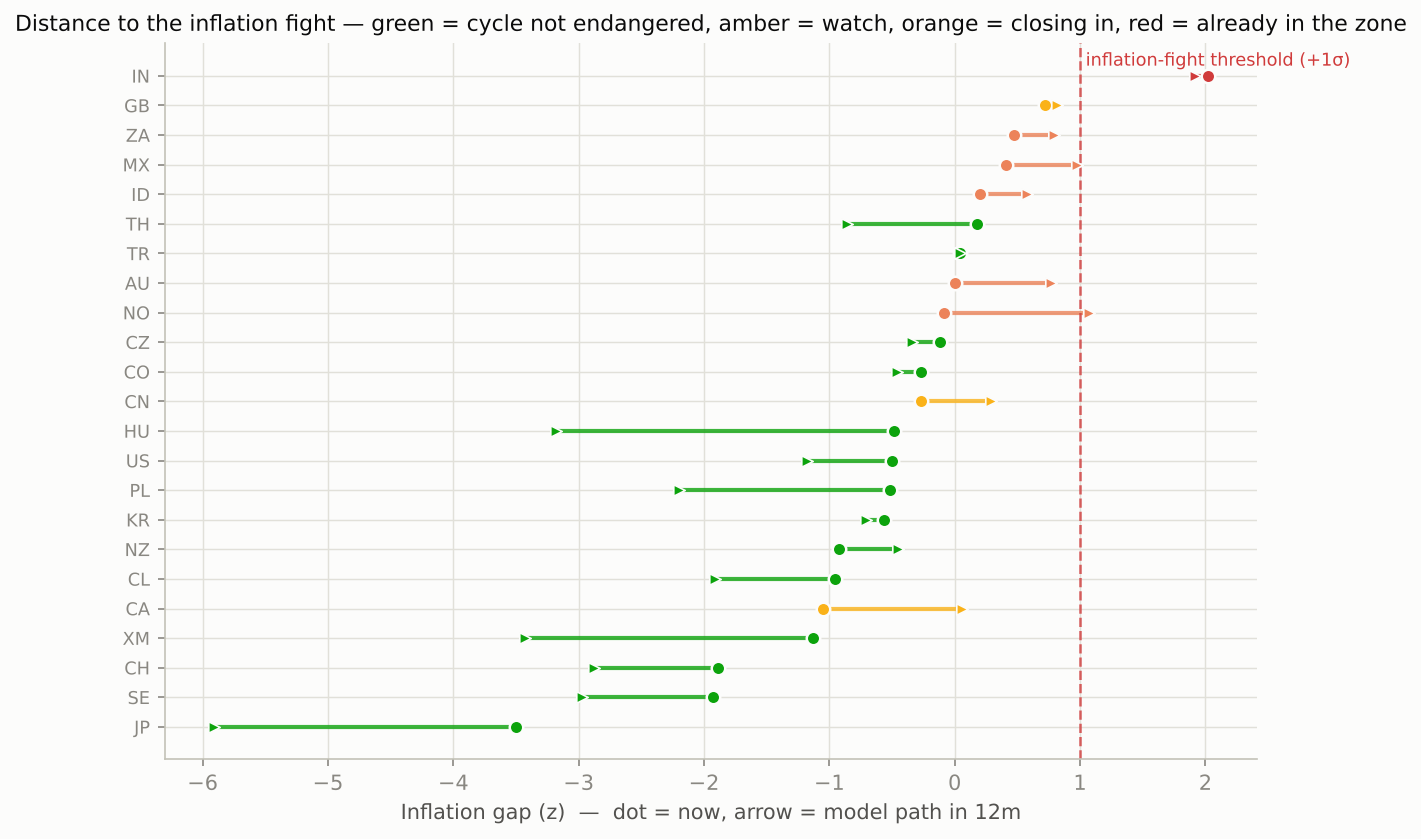 Distance to the inflation fight — green = cycle not endangered, amber = watch, orange = closing in, red = already in the zone
inflation-fight threshold (+1σ)
IN
GB
ZA
MX
ID
TH
TR
AU
NO
CZ
CO
CN
HU
US
PL
KR
NZ
CL
CA
XM
CH
SE
JP
−6 −5 −4 −3 −2 −1 0 1 2
Inflation gap (z) — dot = now, arrow = model path in 12m